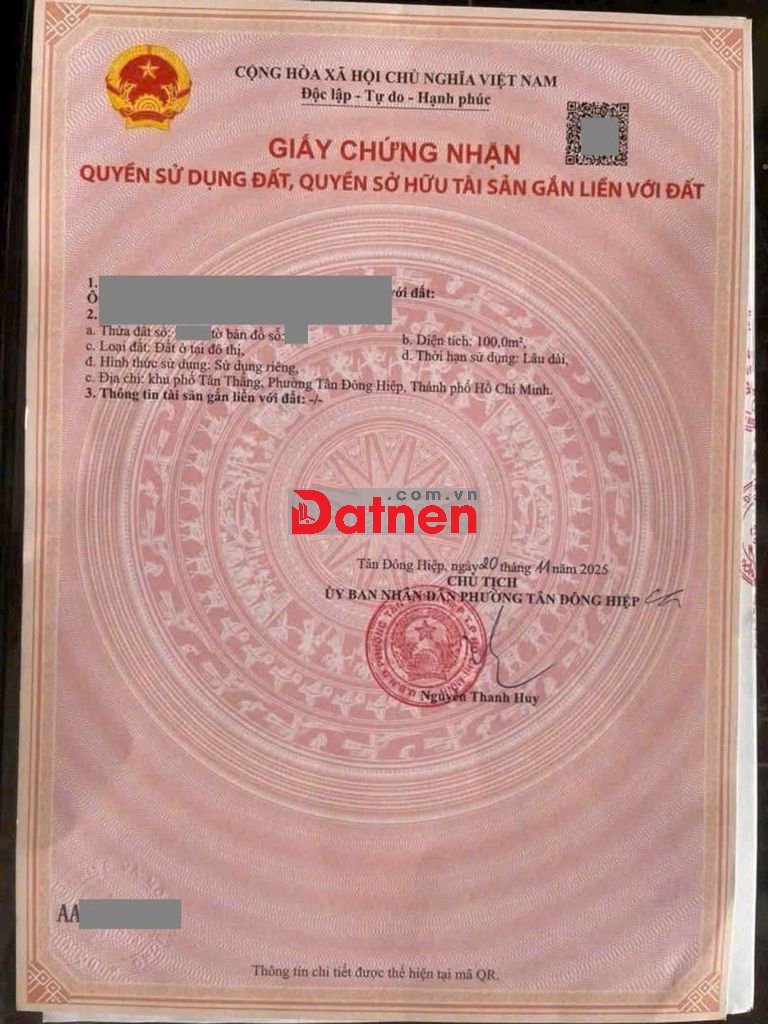 CỘNG HÒA XÃ HỘI CHỦ NGHĨA VIỆT NAM
Độc lập - Tự do - Hạnh phúc
GIẤY CHỨNG NHẬN
QUYỀN SỬ DỤNG ĐẤT, QUYỀN SỞ HỮU TÀI SẢN GẮN LIỀN VỚI ĐẤT
1.
Ô với đất:
2.
a. Thửa đất số: tờ bản đồ số:
b. Diện tích: 100,0m²,
c. Loại đất: Đất ở tại đô thị,
d. Thời hạn sử dụng: Lâu dài,
đ. Hình thức sử dụng: Sử dụng riêng,
e. Địa chỉ: khu phố Tân Thắng, Phường Tân Đông Hiệp, Thành phố Hồ Chí Minh.
3. Thông tin tài sản gắn liền với đất: -/-
Datnen.com.vn
Tân Đông Hiệp, ngày 20 tháng 11 năm 2025
CHỦ TỊCH
ỦY BAN NHÂN DÂN PHƯỜNG TÂN ĐÔNG HIỆP
Nguyễn Thanh Huy
AA
Thông tin chi tiết được thể hiện tại mã QR.